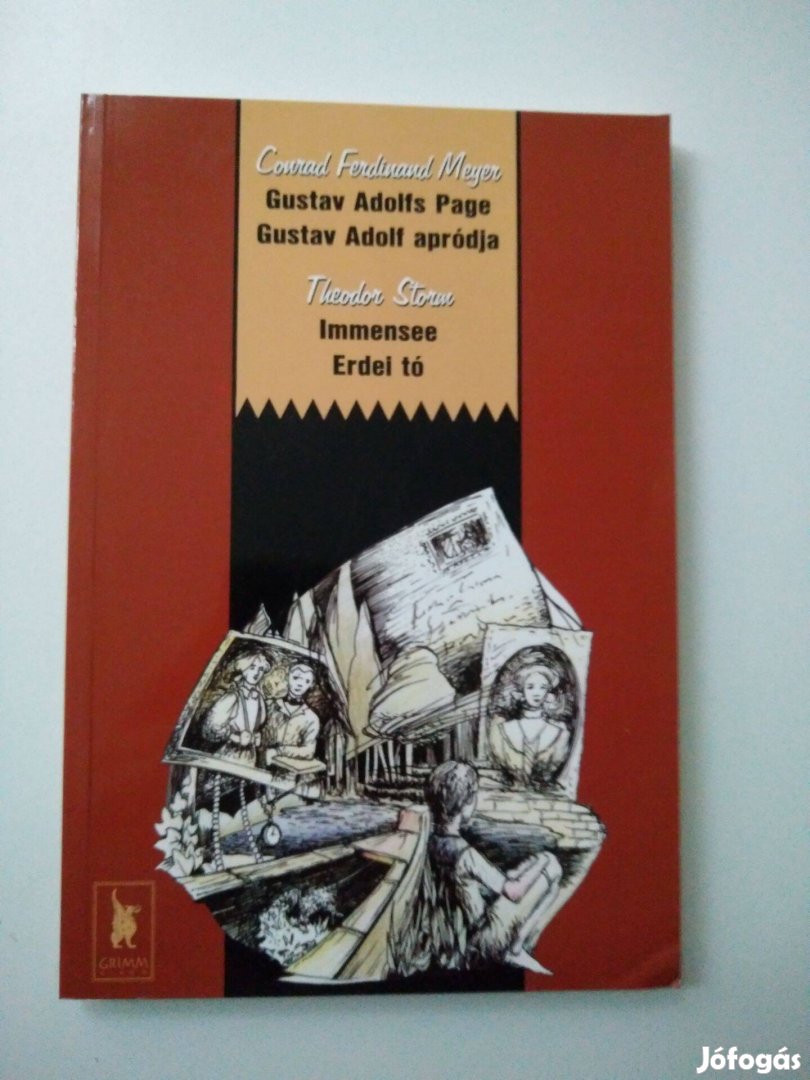 Conrad Ferdinand Meyer
Gustav Adolfs Page
Gustav Adolf apródja
Theodor Storm
Immensee
Erdei tó
GRIMM
Jófogás